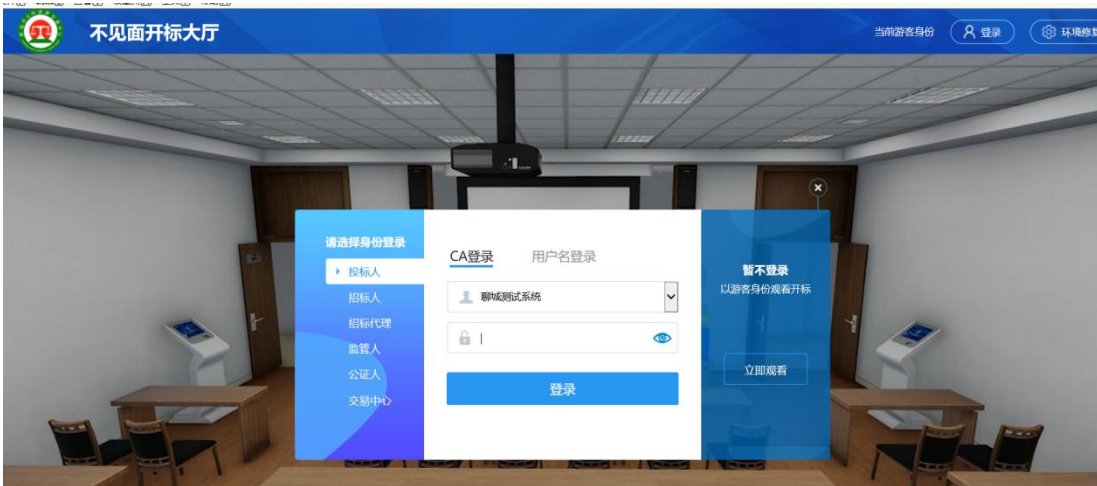 不见面开标大厅
当前游客身份
登录
环境修复
请选择身份登录
投标人
招标人
招标代理
监管人
公证人
交易中心
CA登录
用户名登录
聊城测试系统
登录
暂不登录
以游客身份观看开标
立即观看